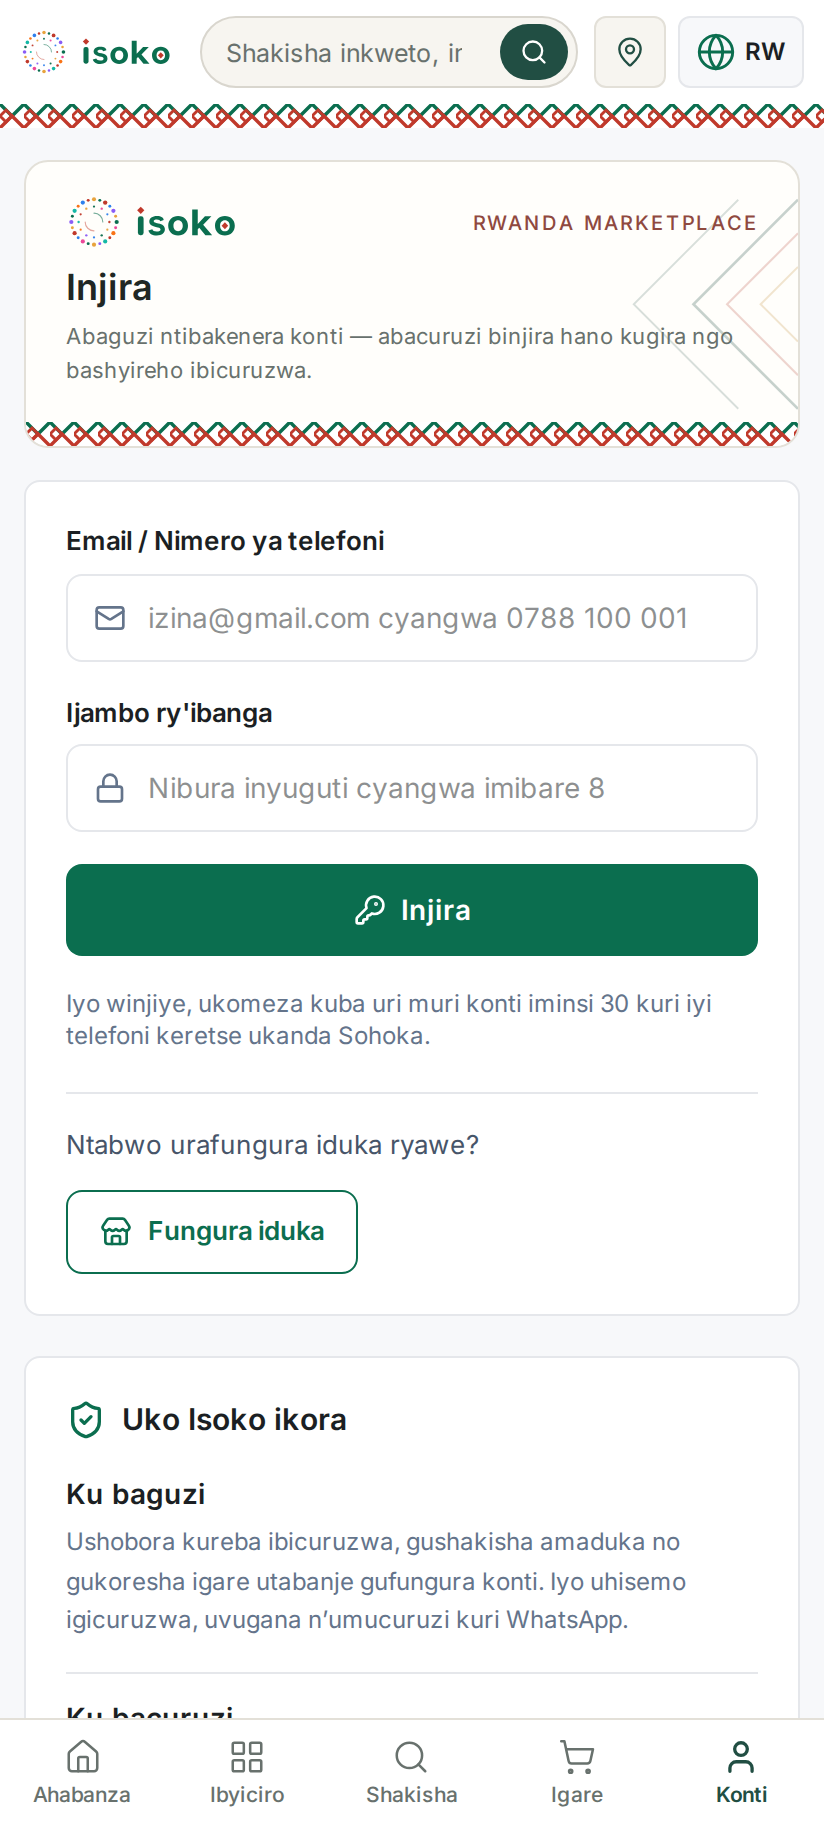 isoko
Shakisha inkweto, ir
RW
isoko
RWANDA MARKETPLACE
Injira
Abaguzi ntibakenera konti — abacuruzi binjira hano kugira ngo
bashyireho ibicuruzwa.
Email / Nimero ya telefoni
izina@gmail.com cyangwa 0788 100 001
Ijambo ry'ibanga
Nibura inyuguti cyangwa imibare 8
Injira
Iyo winjiye, ukomeza kuba uri muri konti iminsi 30 kuri iyi
telefoni keretse ukanda Sohoka.
Ntabwo urafungura iduka ryawe?
Fungura iduka
Uko Isoko ikora
Ku baguzi
Ushobora kureba ibicuruzwa, gushakisha amaduka no
gukoresha igare utabanje gufungura konti. Iyo uhisemo
igicuruzwa, uvugana n’umucuruzi kuri WhatsApp.
Ku bacuruzi
Ahabanza
Ibyiciro
Shakisha
Igare
Konti